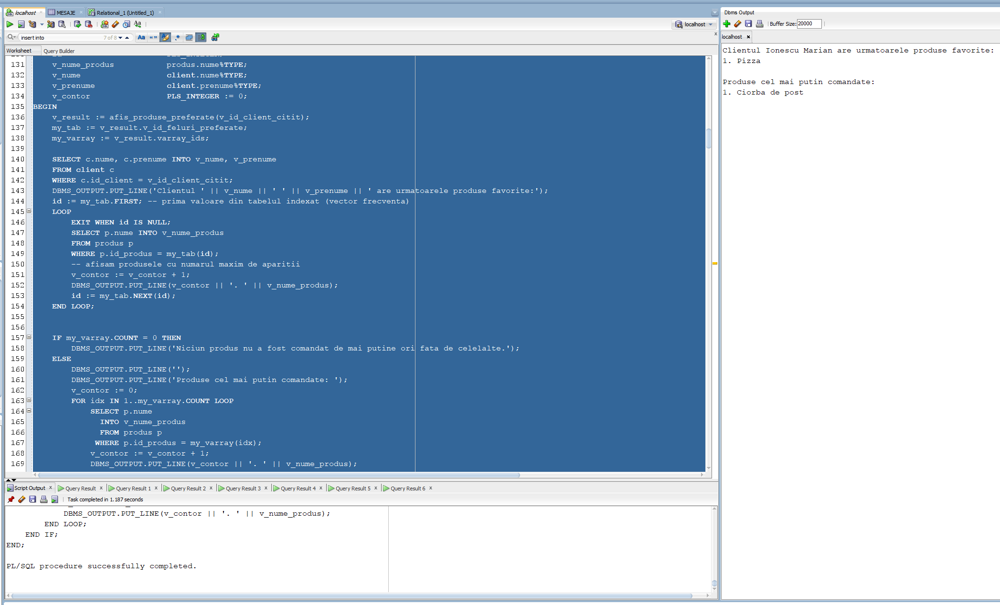 localhost
MESAJE
Relational_1 (Untitled_1)
localhost
insert into
7 of 8
Aa
Worksheet
Query Builder
131 v_nume_produs produs.nume%TYPE;
132 v_nume client.nume%TYPE;
133 v_prenume client.prenume%TYPE;
134 v_contor PLS_INTEGER := 0;
135 BEGIN
136 v_result := afis_produse_preferate(v_id_client_citit);
137 my_tab := v_result.v_id_feluri_preferate;
138 my_varray := v_result.varray_ids;
139
140 SELECT c.nume, c.prenume INTO v_nume, v_prenume
141 FROM client c
142 WHERE c.id_client = v_id_client_citit;
143 DBMS_OUTPUT.PUT_LINE('Clientul ' || v_nume || ' ' || v_prenume || ' are urmatoarele produse favorite:');
144 id := my_tab.FIRST; -- prima valoare din tabelul indexat (vector frecventa)
145 LOOP
146 EXIT WHEN id IS NULL;
147 SELECT p.nume INTO v_nume_produs
148 FROM produs p
149 WHERE p.id_produs = my_tab(id);
150 -- afisam produsele cu numarul maxim de aparitii
151 v_contor := v_contor + 1;
152 DBMS_OUTPUT.PUT_LINE(v_contor || '. ' || v_nume_produs);
153 id := my_tab.NEXT(id);
154 END LOOP;
155
156
157 IF my_varray.COUNT = 0 THEN
158 DBMS_OUTPUT.PUT_LINE('Niciun produs nu a fost comandat de mai putine ori fata de celelalte.');
159 ELSE
160 DBMS_OUTPUT.PUT_LINE('');
161 DBMS_OUTPUT.PUT_LINE('Produse cel mai putin comandate: ');
162 v_contor := 0;
163 FOR idx IN 1..my_varray.COUNT LOOP
164 SELECT p.nume
165 INTO v_nume_produs
166 FROM produs p
167 WHERE p.id_produs = my_varray(idx);
168 v_contor := v_contor + 1;
169 DBMS_OUTPUT.PUT_LINE(v_contor || '. ' || v_nume_produs);
Script Output x Query Result x Query Result 1 x Query Result 2 x Query Result 3 x Query Result 4 x Query Result 5 x Query Result 6 x
Task completed in 1.187 seconds
DBMS_OUTPUT.PUT_LINE(v_contor || '. ' || v_nume_produs);
END LOOP;
END IF;
END;
PL/SQL procedure successfully completed.
Dbms Output
Buffer Size: 20000
localhost x
Clientul Ionescu Marian are urmatoarele produse favorite:
1. Pizza
Produse cel mai putin comandate:
1. Ciorba de post